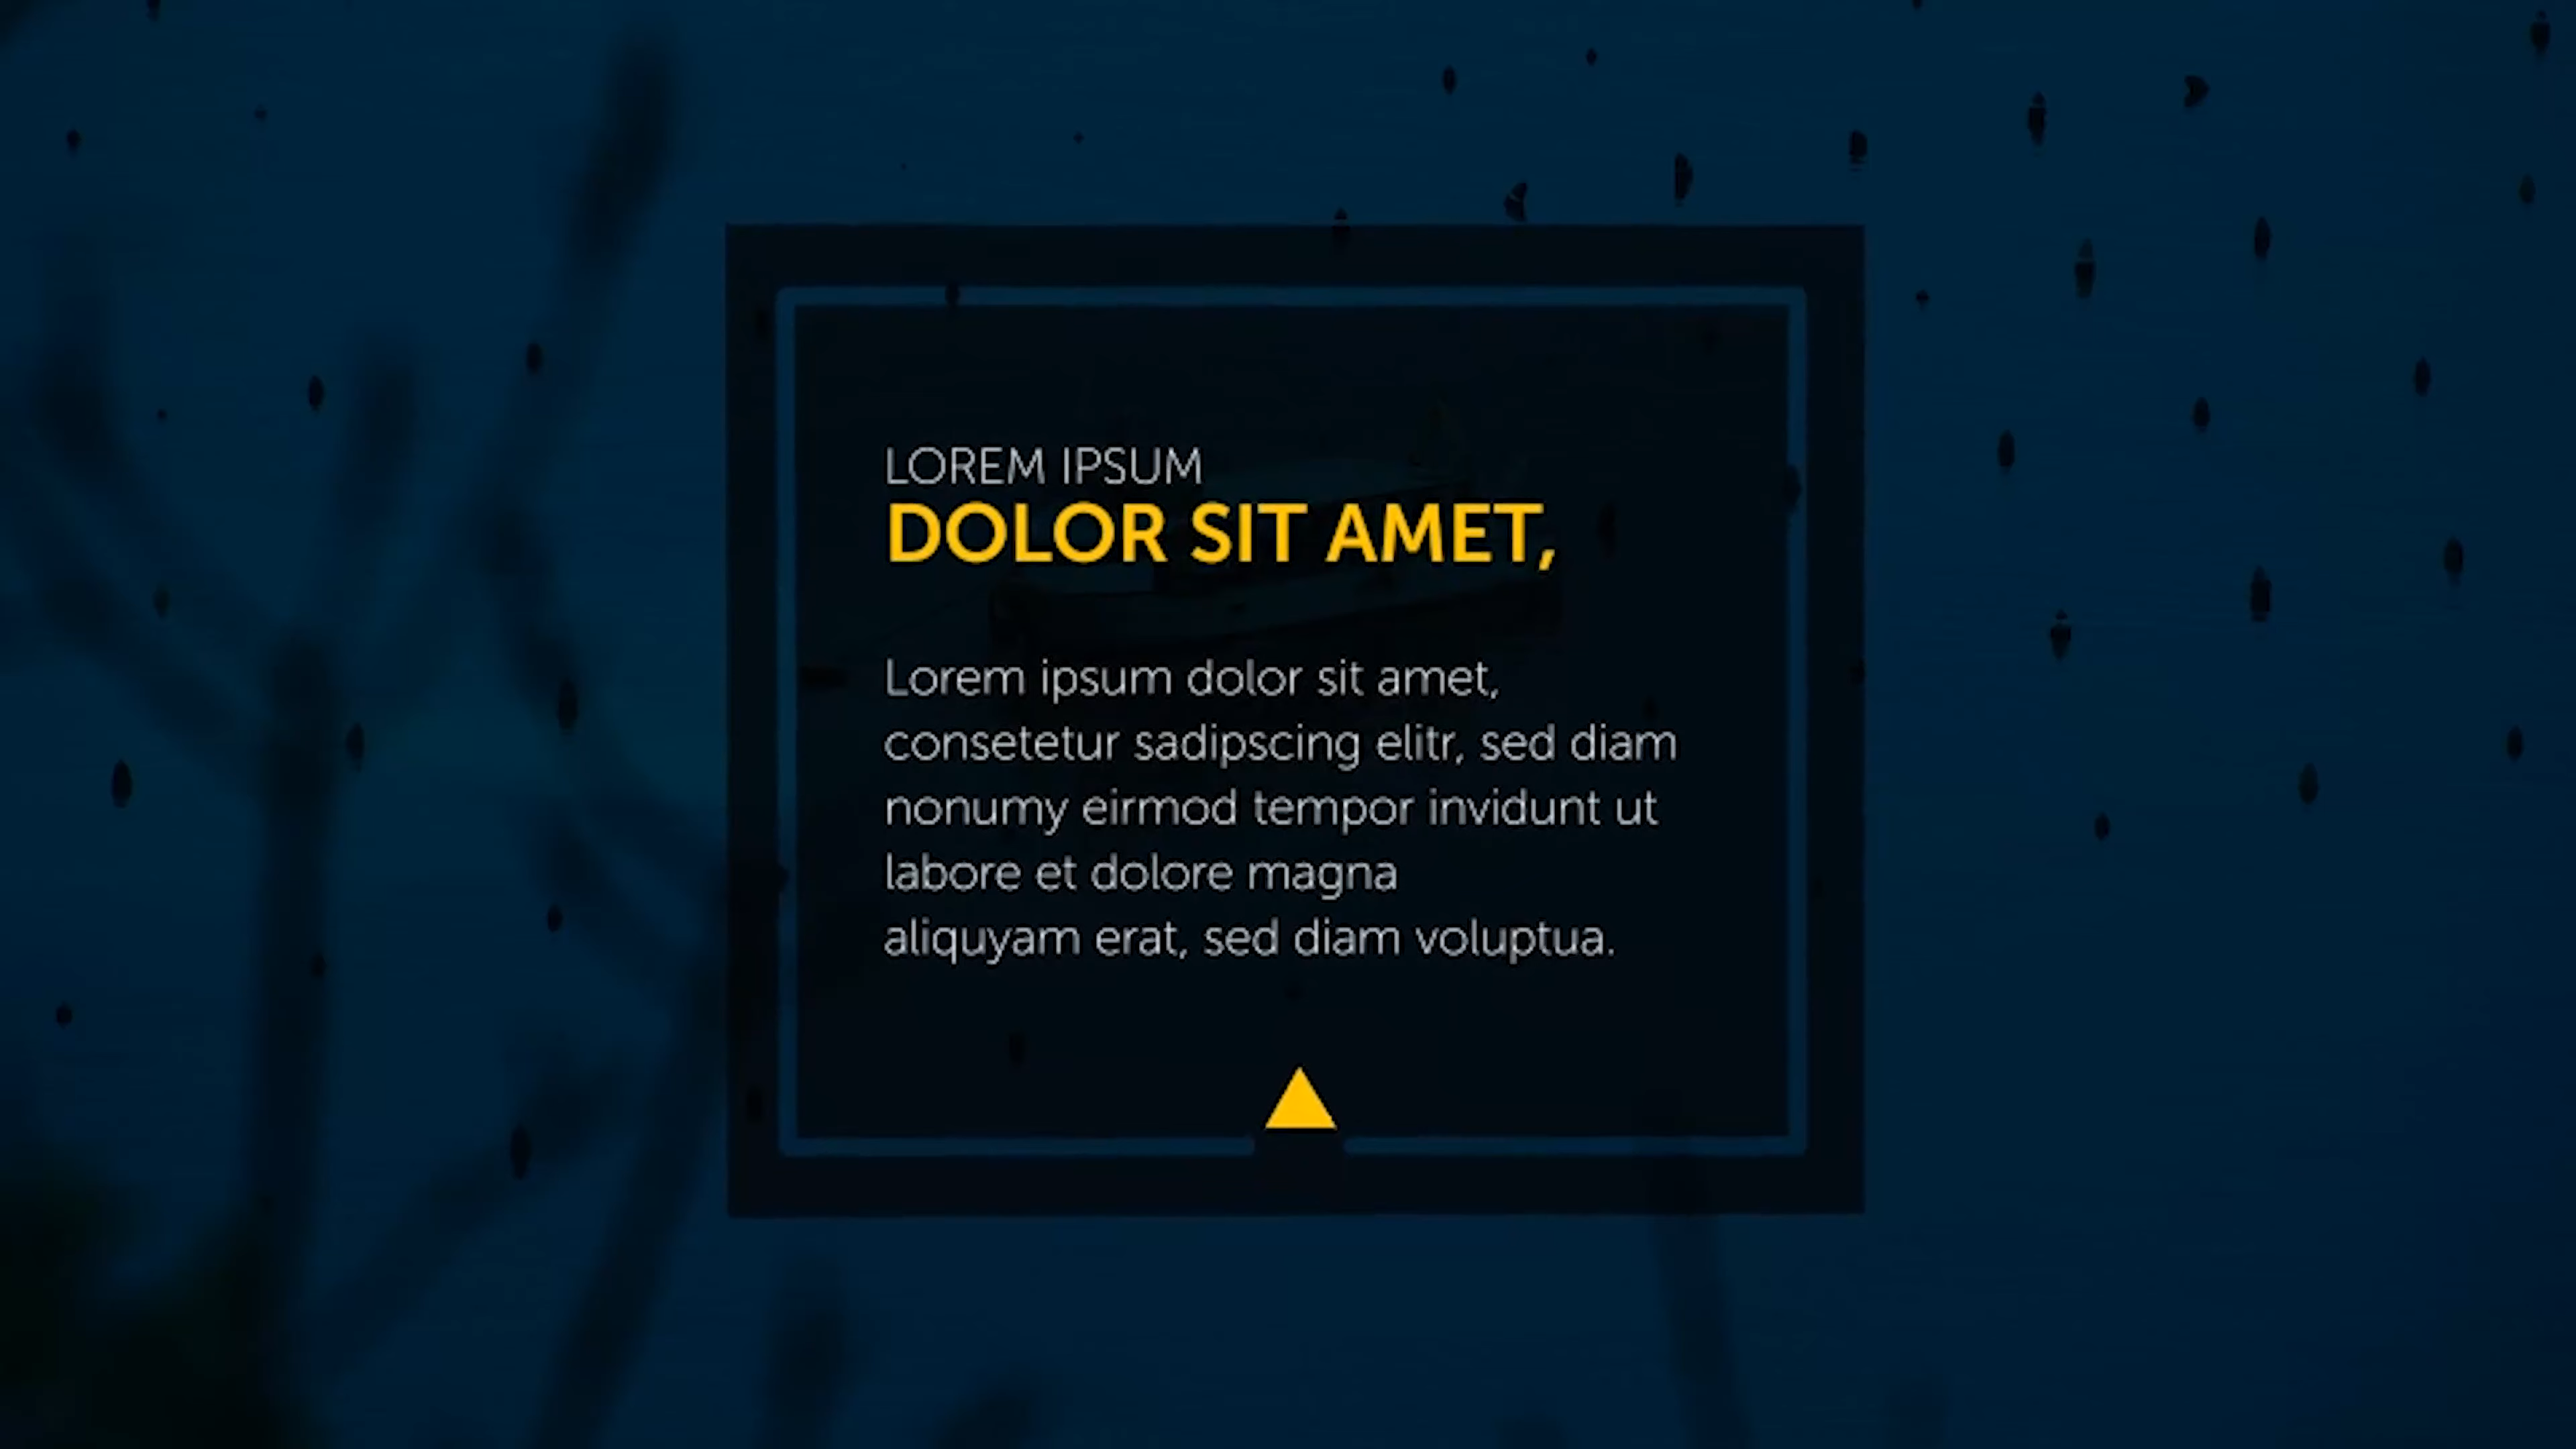 LOREM IPSUM
DOLOR SIT AMET,
Lorem ipsum dolor sit amet,
consetetur sadipscing elitr, sed diam
nonumy eirmod tempor invidunt ut
labore et dolore magna
aliquyam erat, sed diam voluptua.